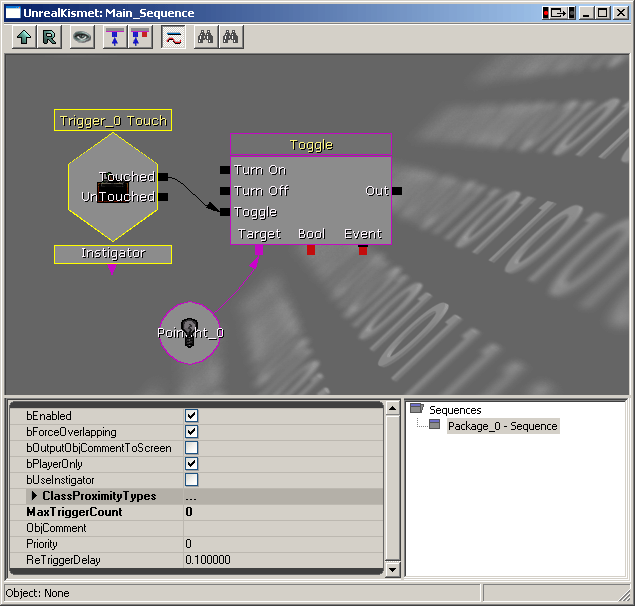 UnrealKismet: Main_Sequence
R
Trigger_0 Touch
Touched
UnTouched
Instigator
Toggle
Turn On
Turn Off
Out
Toggle
Target Bool Event
bEnabled
bForceOverlapping
bOutputObjCommentToScreen
bPlayerOnly
bUseInstigator
ClassProximityTypes ...
MaxTriggerCount 0
ObjComment
Priority 0
ReTriggerDelay 0.100000
Sequences
Package_0 - Sequence
Object: None